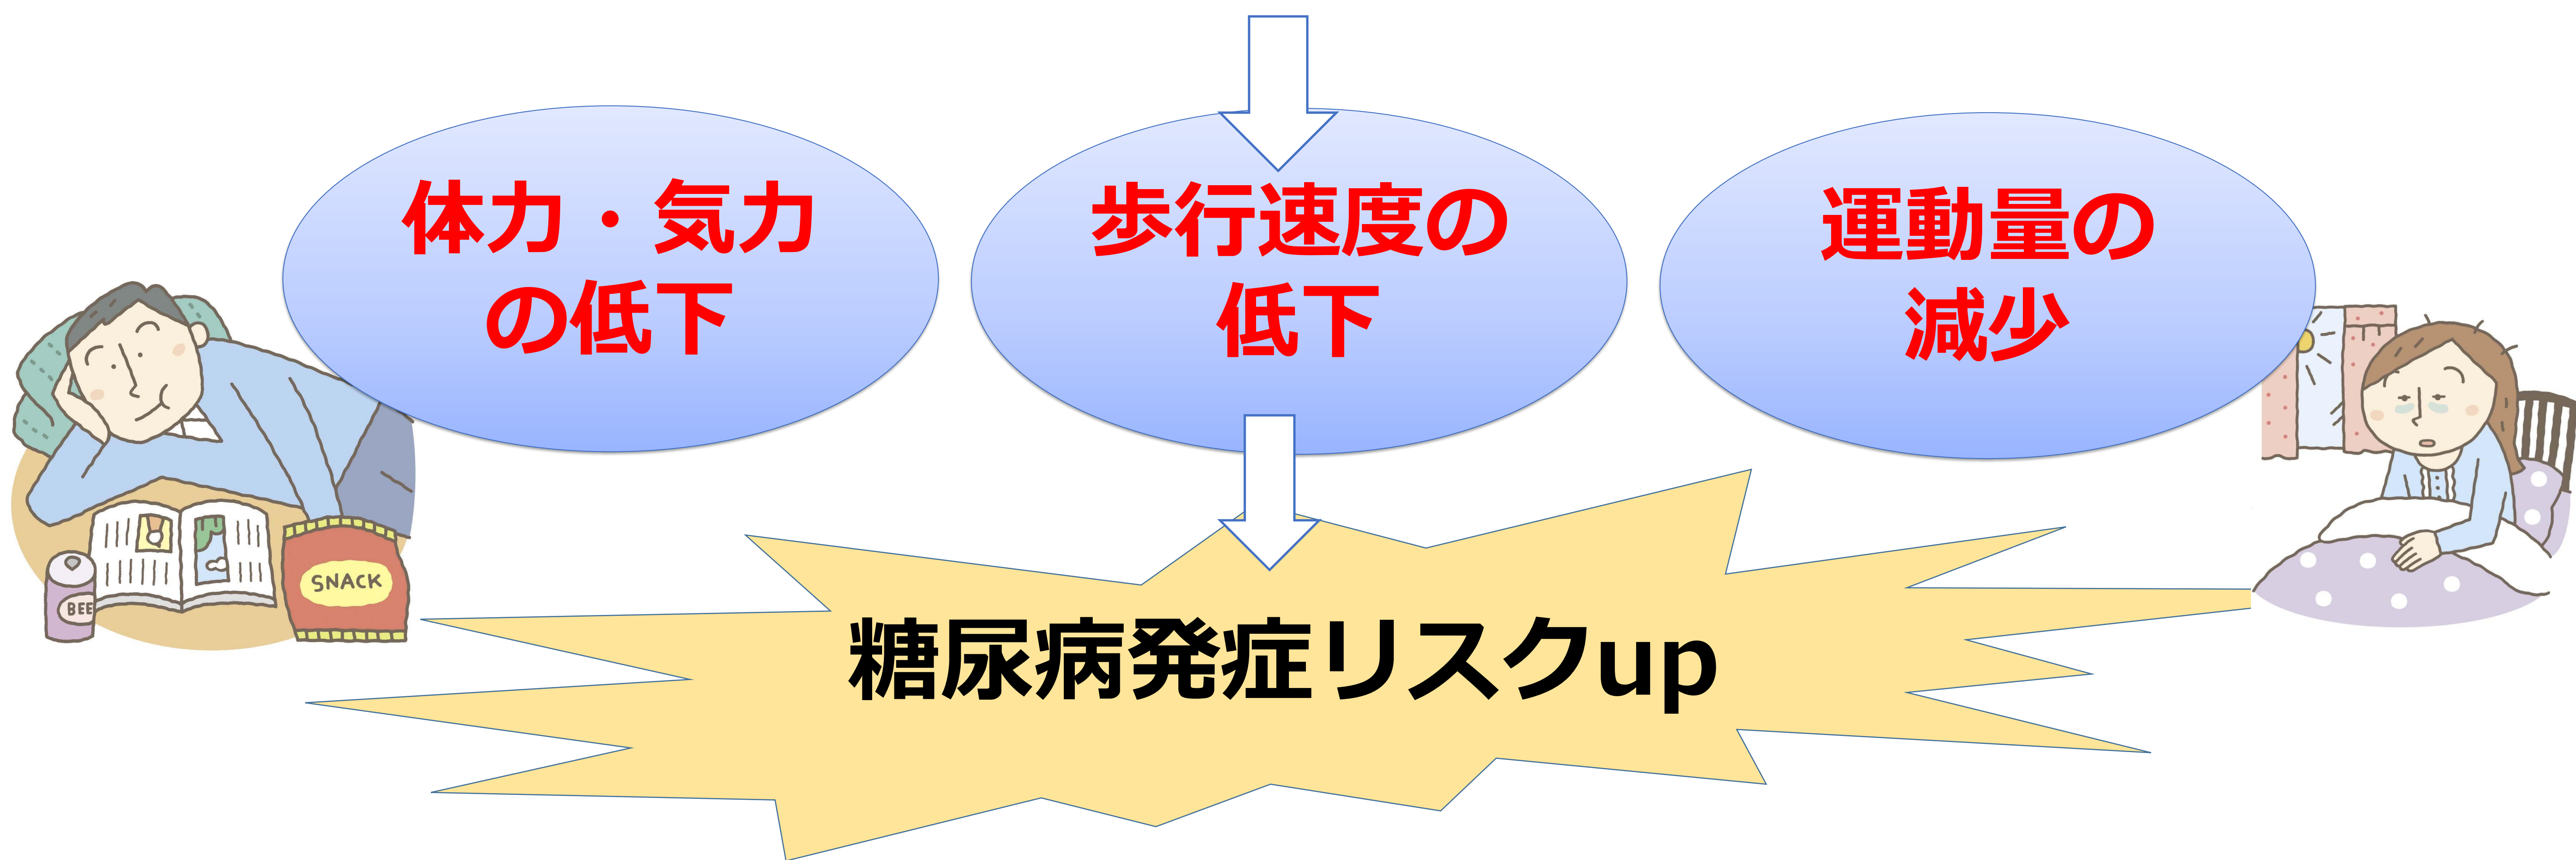 体力・気力
の低下
歩行速度の
低下
運動量の
減少
SNACK
BEE
糖尿病発症リスクup